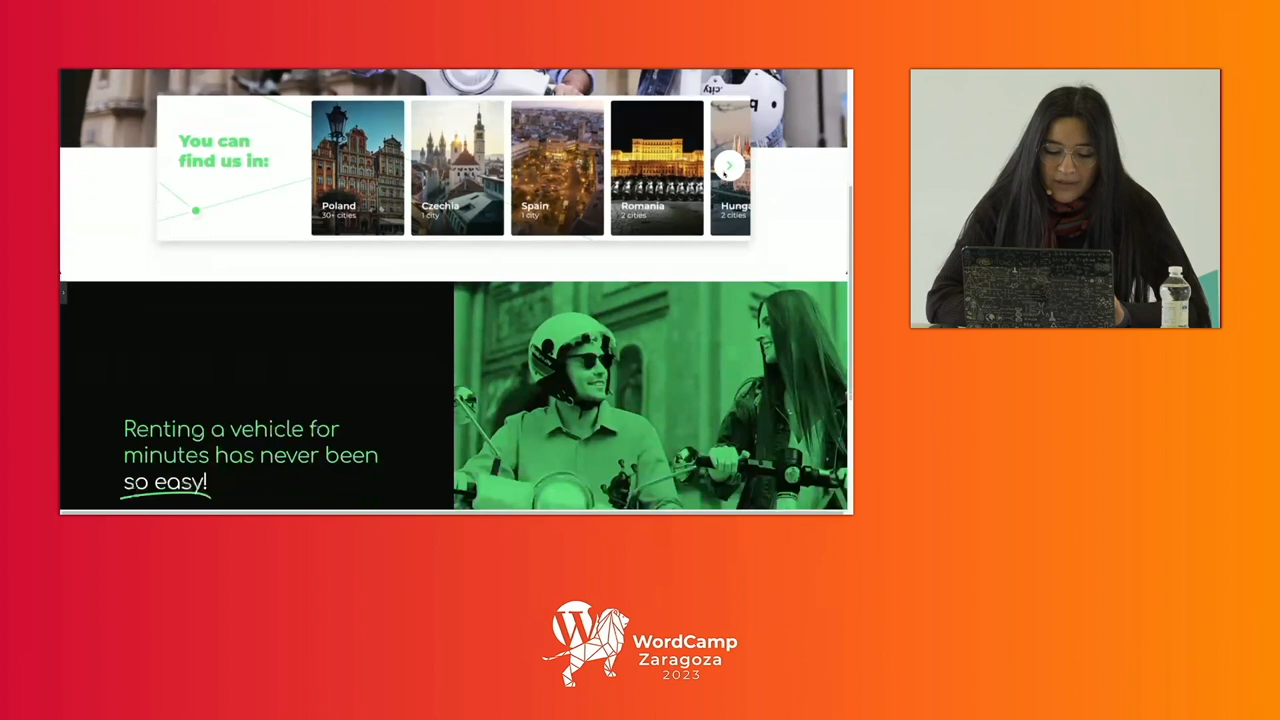 .city
You can
find us in:
Poland
30+ cities
Czechia
1 city
Spain
1 city
Romania
2 cities
Hunga
2 cities
Renting a vehicle for
minutes has never been
so easy!
W
WordCamp
Zaragoza
2023